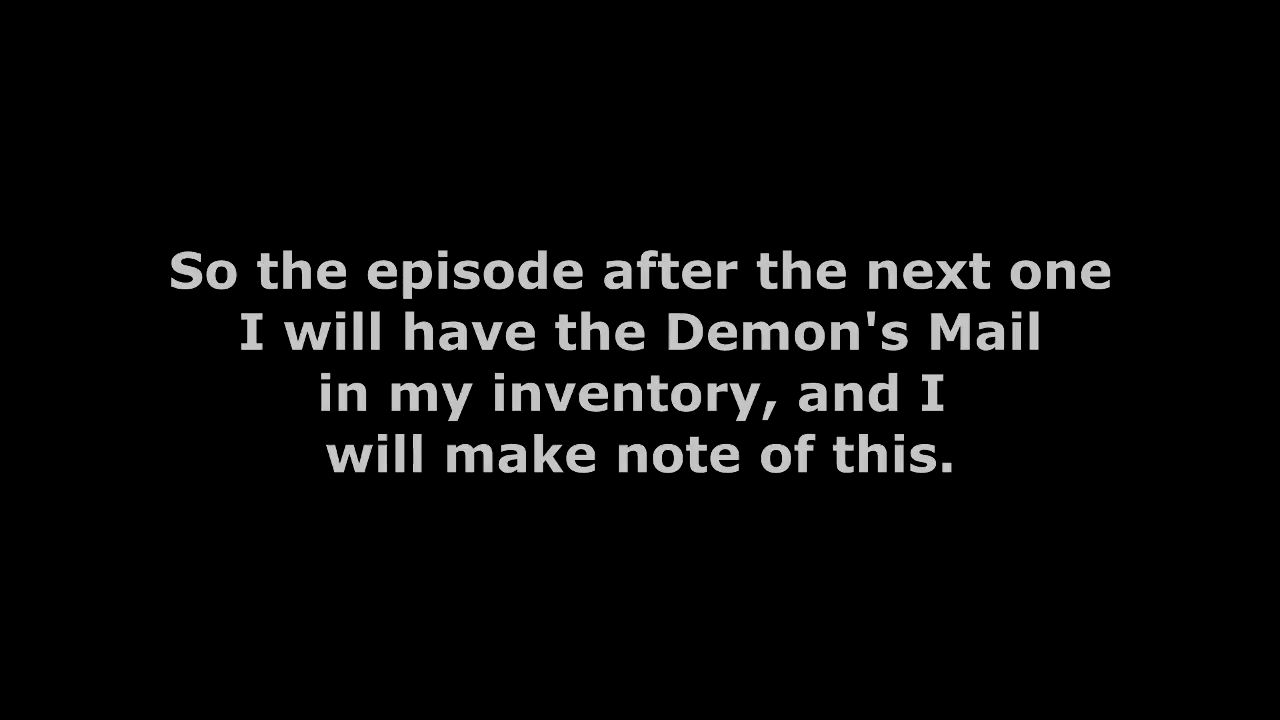 So the episode after the next one
I will have the Demon's Mail
in my inventory, and I
will make note of this.